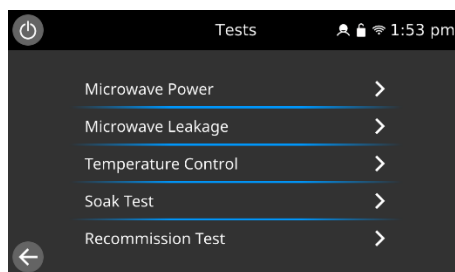 Tests
1:53 pm
Microwave Power
Microwave Leakage
Temperature Control
Soak Test
Recommission Test